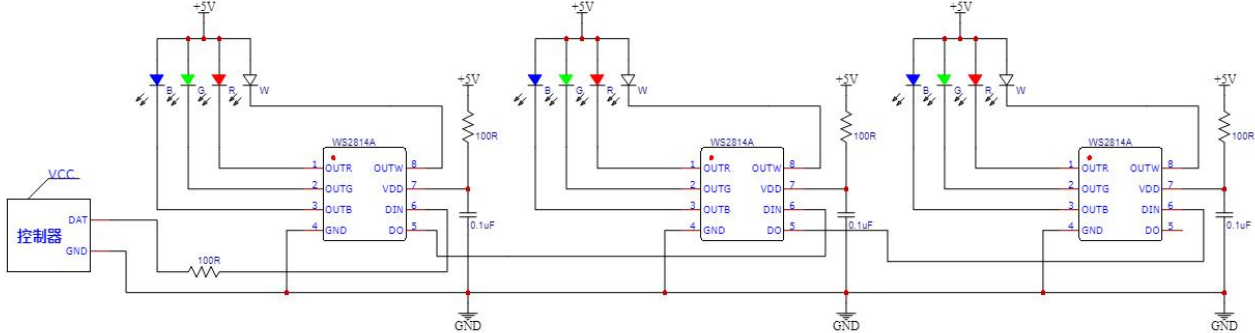 +5V
+5V
+5V
B G R W
+5V
B G R W
+5V
B G R W
+5V
100R
100R
100R
WS2814A
WS2814A
WS2814A
1 OUTR OUTW 8
2 OUTG VDD 7
3 OUTB DIN 6
4 GND DO 5
0.1uF
1 OUTR OUTW 8
2 OUTG VDD 7
3 OUTB DIN 6
4 GND DO 5
0.1uF
1 OUTR OUTW 8
2 OUTG VDD 7
3 OUTB DIN 6
4 GND DO 5
0.1uF
VCC
DAT
控制器
GND
100R
GND
GND
GND